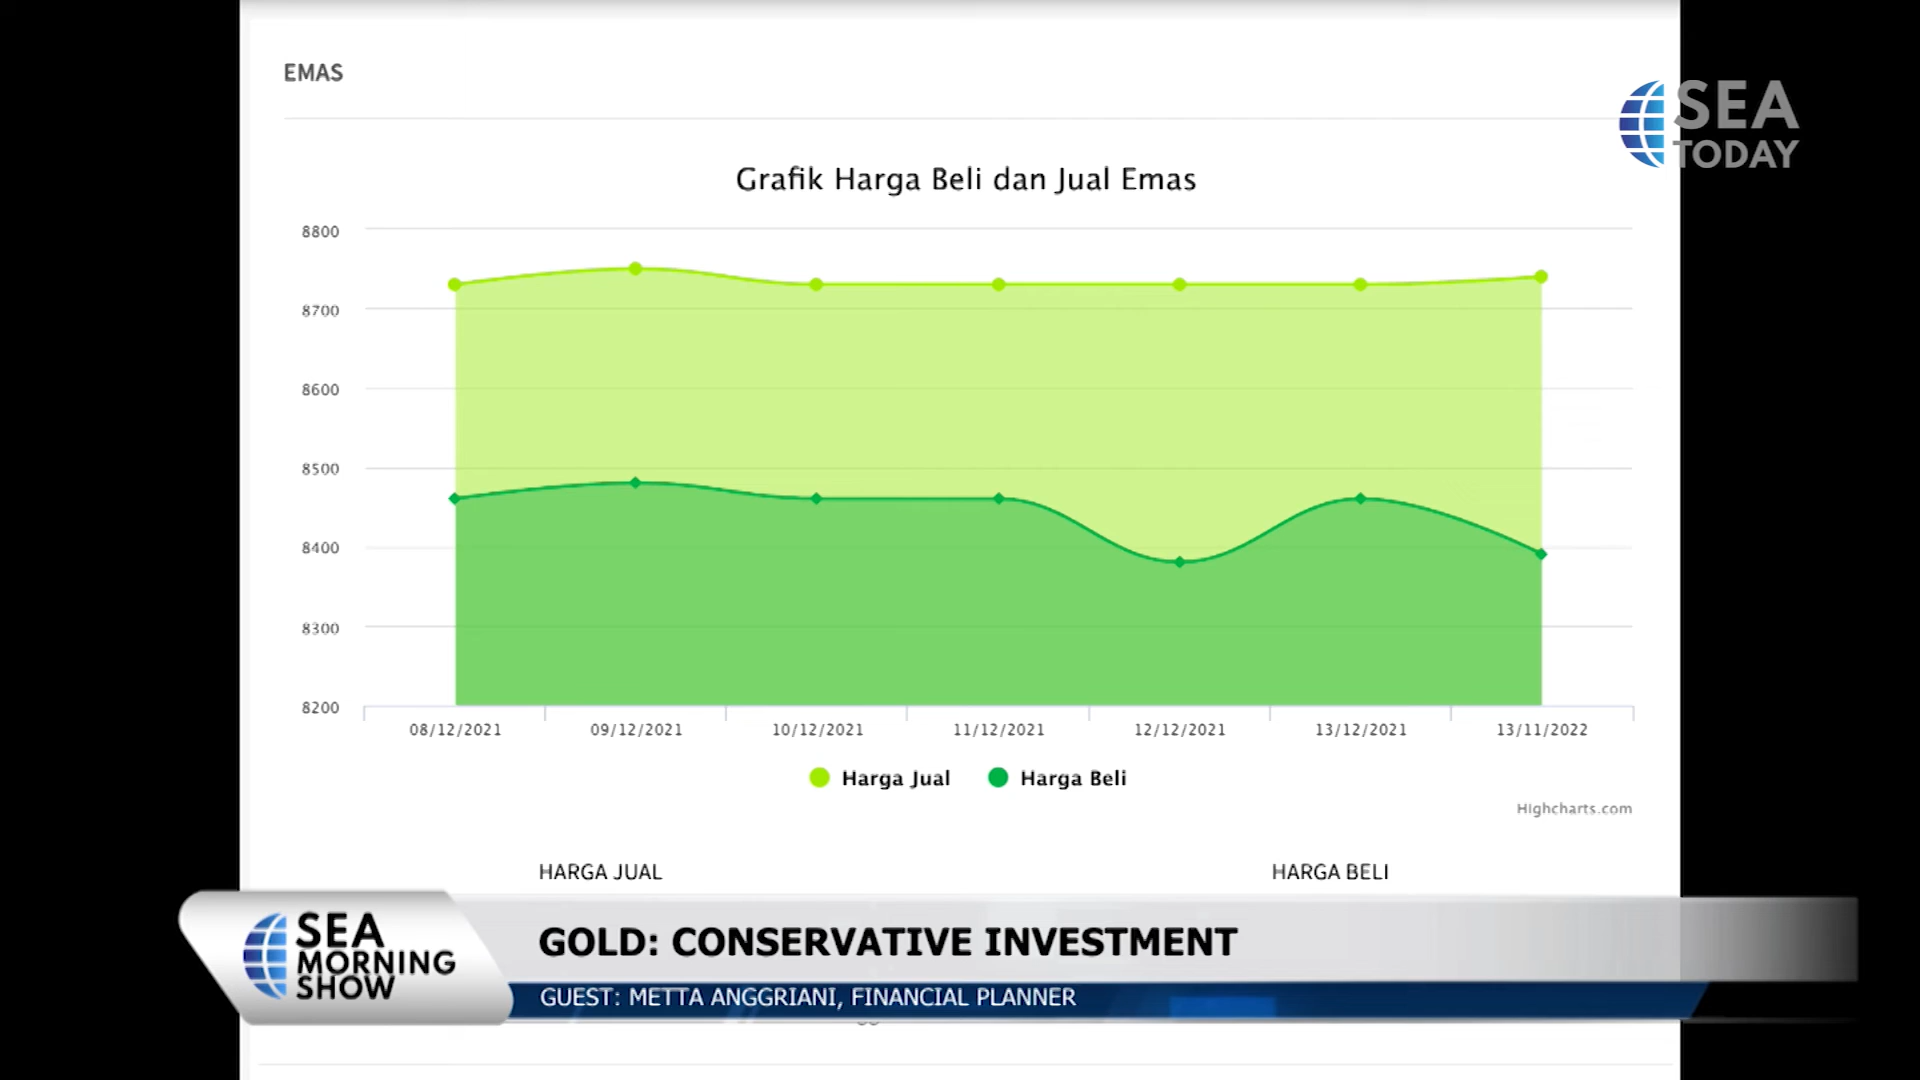 EMAS
SEA
TODAY
Grafik Harga Beli dan Jual Emas
8800
8700
8600
8500
8400
8300
8200
08/12/2021 09/12/2021 10/12/2021 11/12/2021 12/12/2021 13/12/2021 13/11/2022
Harga Jual Harga Beli
Highcharts.com
HARGA JUAL HARGA BELI
SEA
MORNING
SHOW
GOLD: CONSERVATIVE INVESTMENT
GUEST: METTA ANGGRIANI, FINANCIAL PLANNER